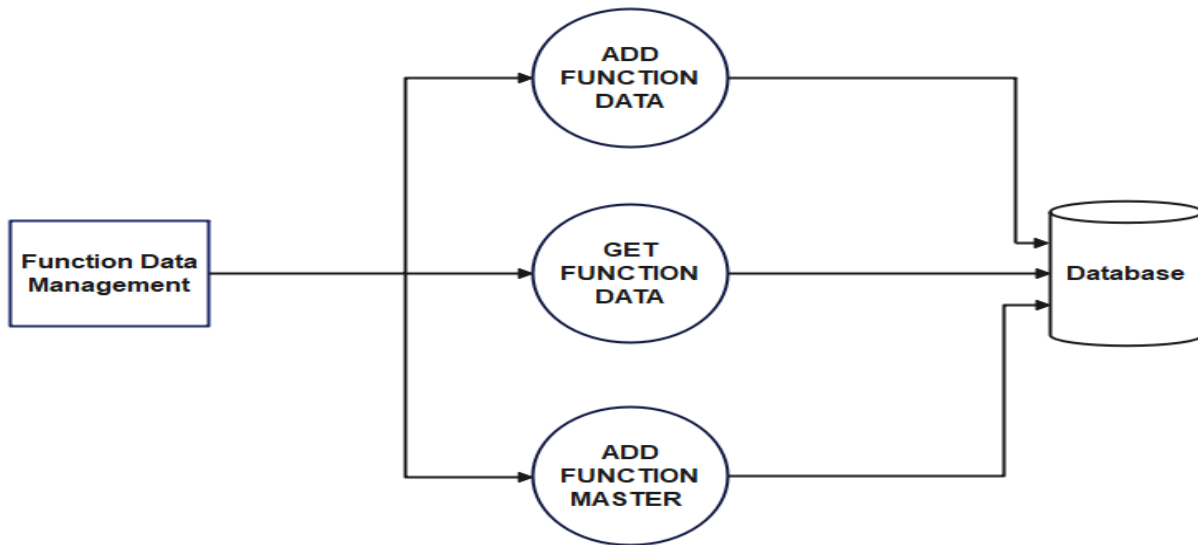 ADD
FUNCTION
DATA
Function Data
Management
GET
FUNCTION
DATA
Database
ADD
FUNCTION
MASTER